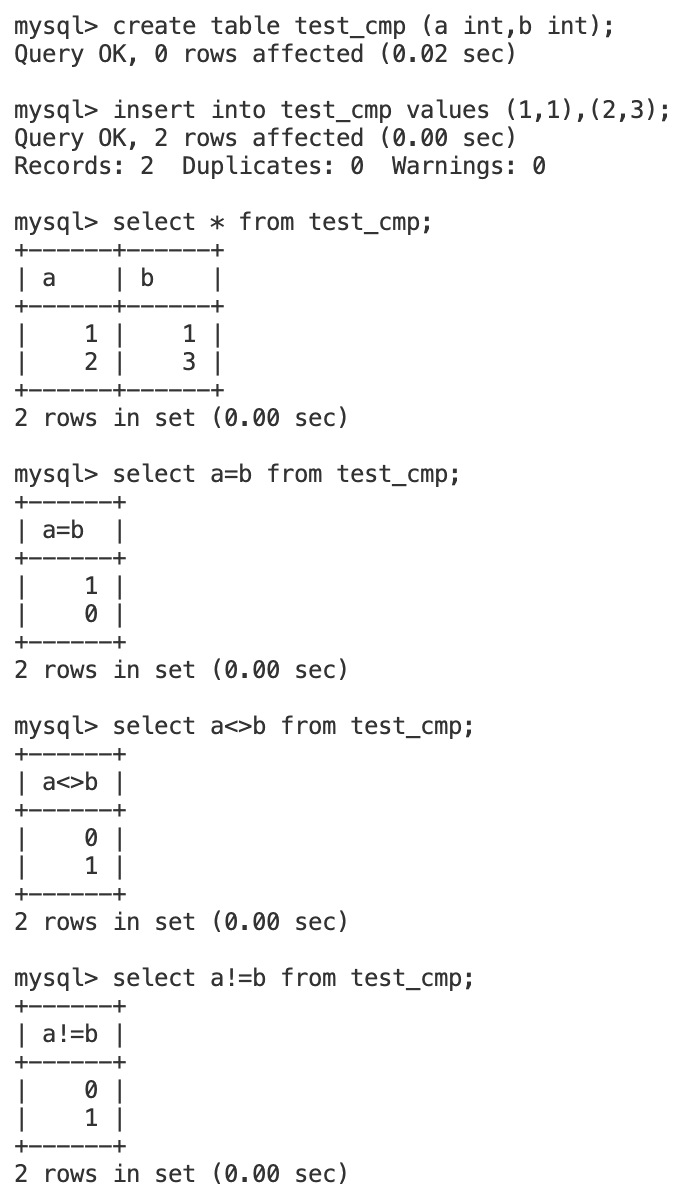 mysql> create table test_cmp (a int,b int);
Query OK, 0 rows affected (0.02 sec)

mysql> insert into test_cmp values (1,1),(2,3);
Query OK, 2 rows affected (0.00 sec)
Records: 2  Duplicates: 0  Warnings: 0

mysql> select * from test_cmp;
+------+------+
| a    | b    |
+------+------+
|    1 |    1 |
|    2 |    3 |
+------+------+
2 rows in set (0.00 sec)

mysql> select a=b from test_cmp;
+------+
| a=b  |
+------+
|    1 |
|    0 |
+------+
2 rows in set (0.00 sec)

mysql> select a<>b from test_cmp;
+------+
| a<>b |
+------+
|    0 |
|    1 |
+------+
2 rows in set (0.00 sec)

mysql> select a!=b from test_cmp;
+------+
| a!=b |
+------+
|    0 |
|    1 |
+------+
2 rows in set (0.00 sec)